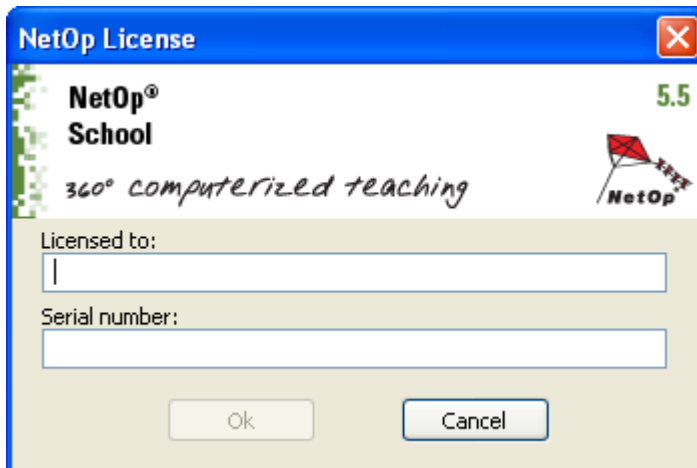 NetOp License
NetOp® 5.5
School
360° computerized teaching
NetOp
Licensed to:
Serial number:
Ok Cancel